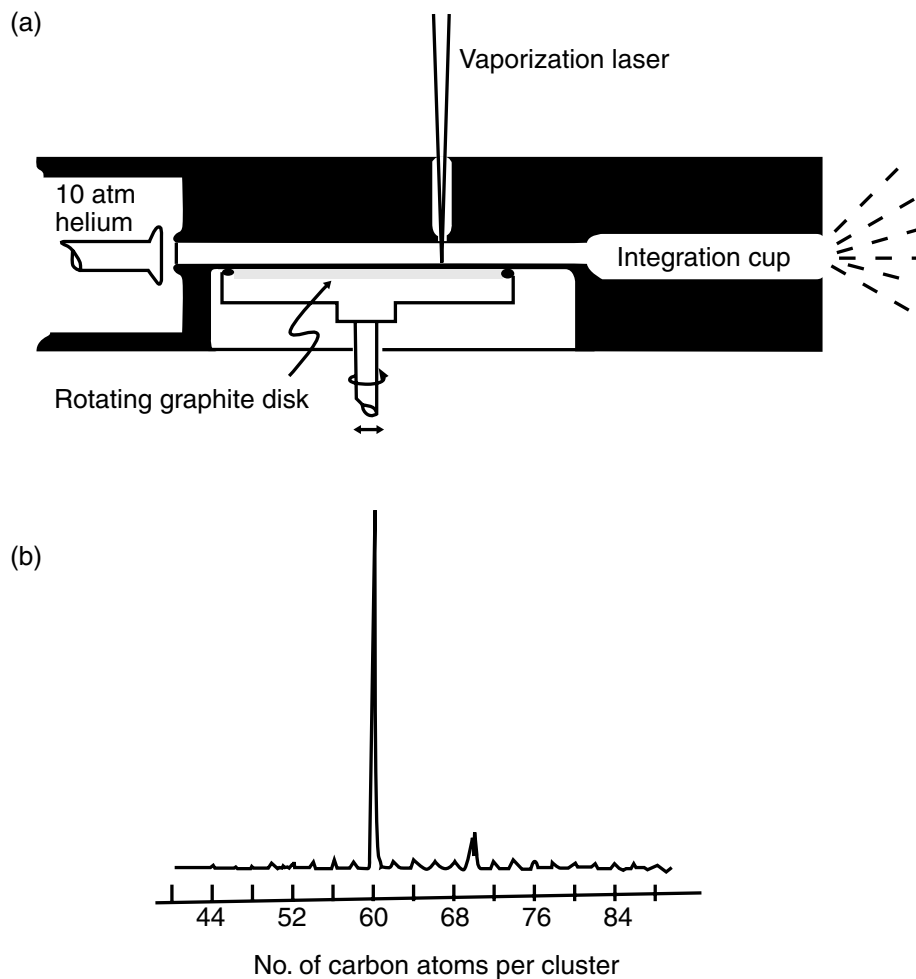 (a)
Vaporization laser
10 atm
helium
Integration cup
Rotating graphite disk
(b)
44 52 60 68 76 84
No. of carbon atoms per cluster